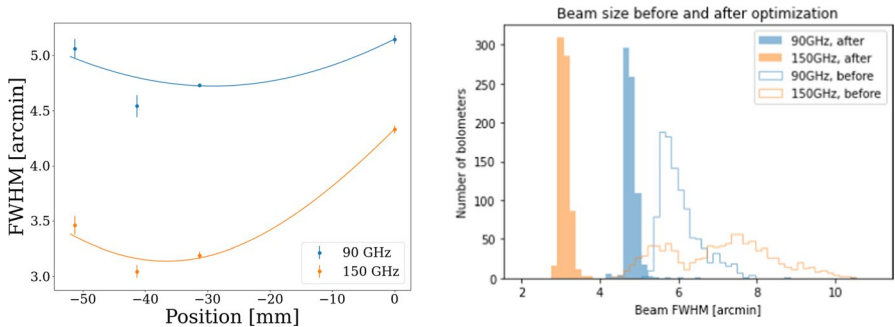 5.0
4.5
4.0
3.5
3.0
FWHM [arcmin]
−50
−40
−30
−20
−10
0
Position [mm]
90 GHz
150 GHz
Beam size before and after optimization
300
250
200
150
100
50
0
Number of bolometers
90GHz, after
150GHz, after
90GHz, before
150GHz, before
2
4
6
8
10
Beam FWHM [arcmin]